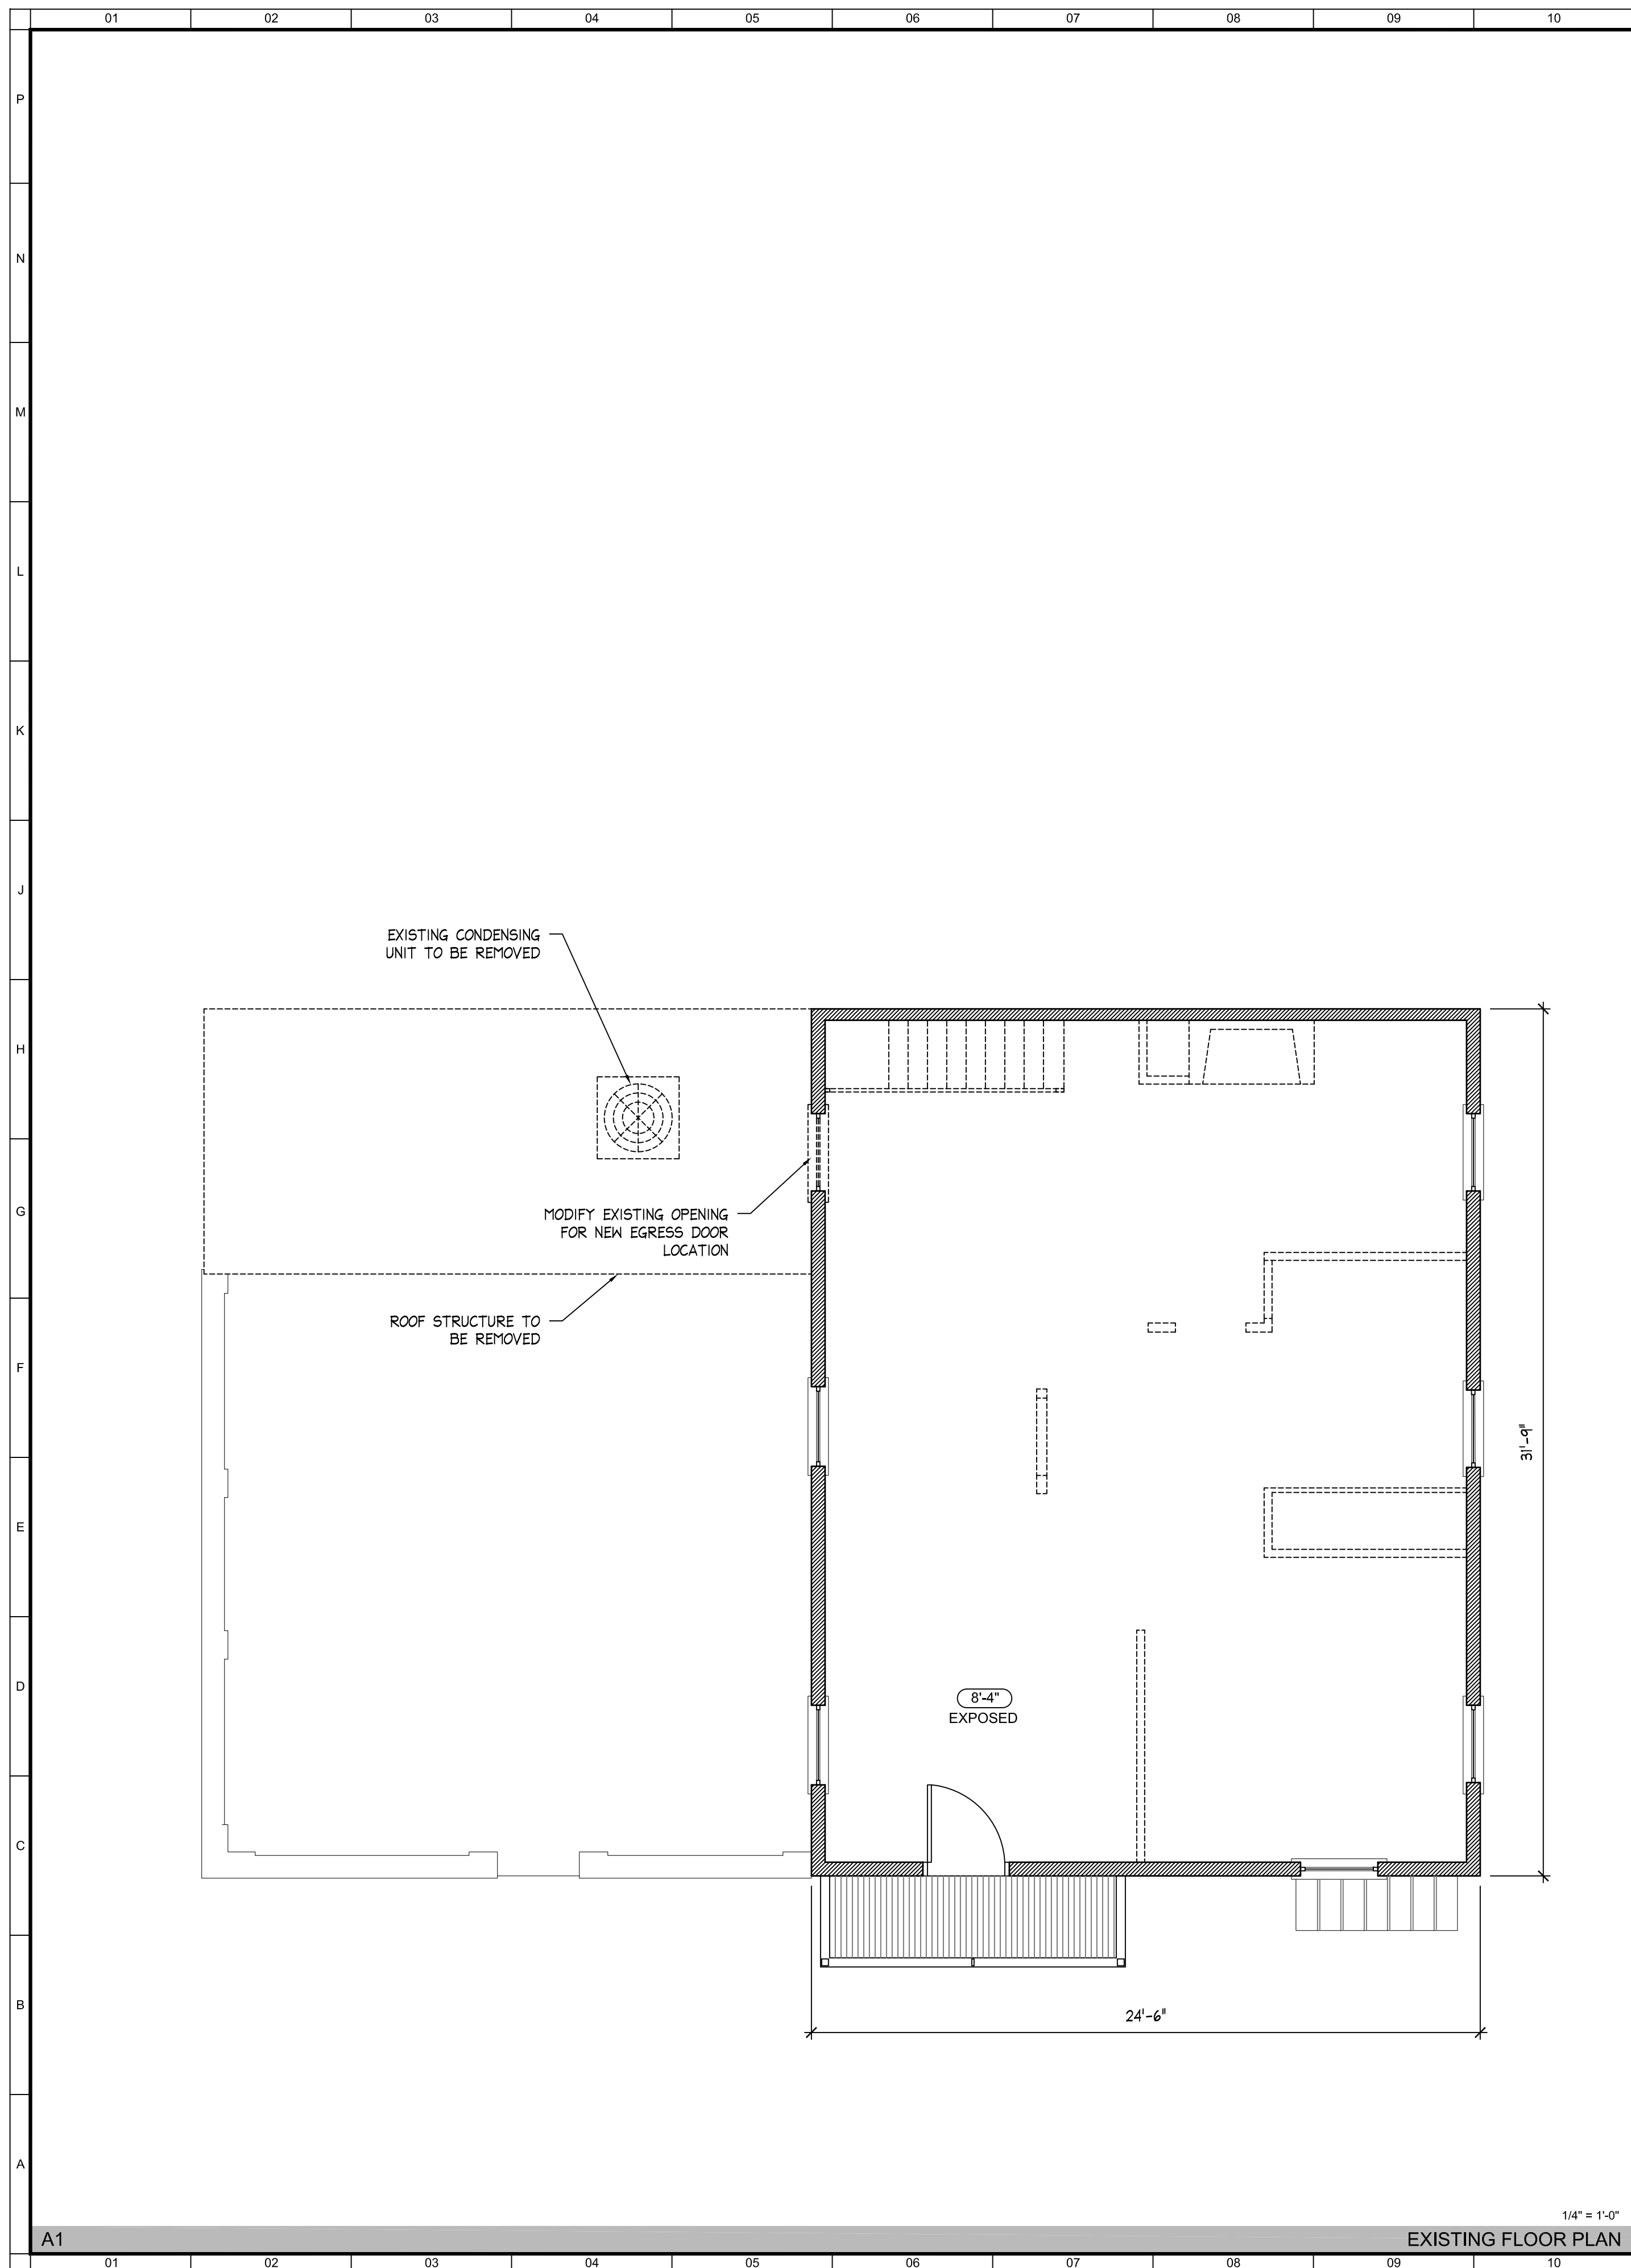 01 02 03 04 05 06 07 08 09 10
P
N
M
L
K
J
H
G
F
E
D
C
B
A
EXISTING CONDENSING
UNIT TO BE REMOVED
MODIFY EXISTING OPENING
FOR NEW EGRESS DOOR
LOCATION
ROOF STRUCTURE TO
BE REMOVED
31'-9"
8'-4"
EXPOSED
24'-6"
1/4" = 1'-0"
A1 EXISTING FLOOR PLAN
01 02 03 04 05 06 07 08 09 10